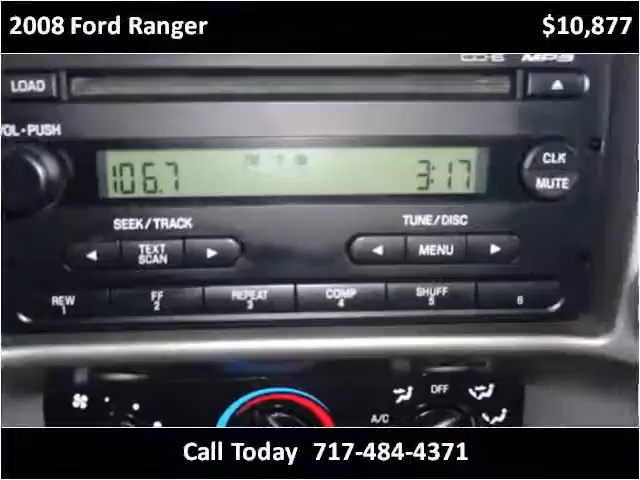 2008 Ford Ranger $10,877
MP3
LOAD
VOL-PUSH
106.7 3:17
CLK
MUTE
SEEK/TRACK TUNE/DISC
TEXT
SCAN
MENU
REW FF REPEAT COMP SHUFF
1 2 3 4 5 6
OFF
A/C
Call Today 717-484-4371